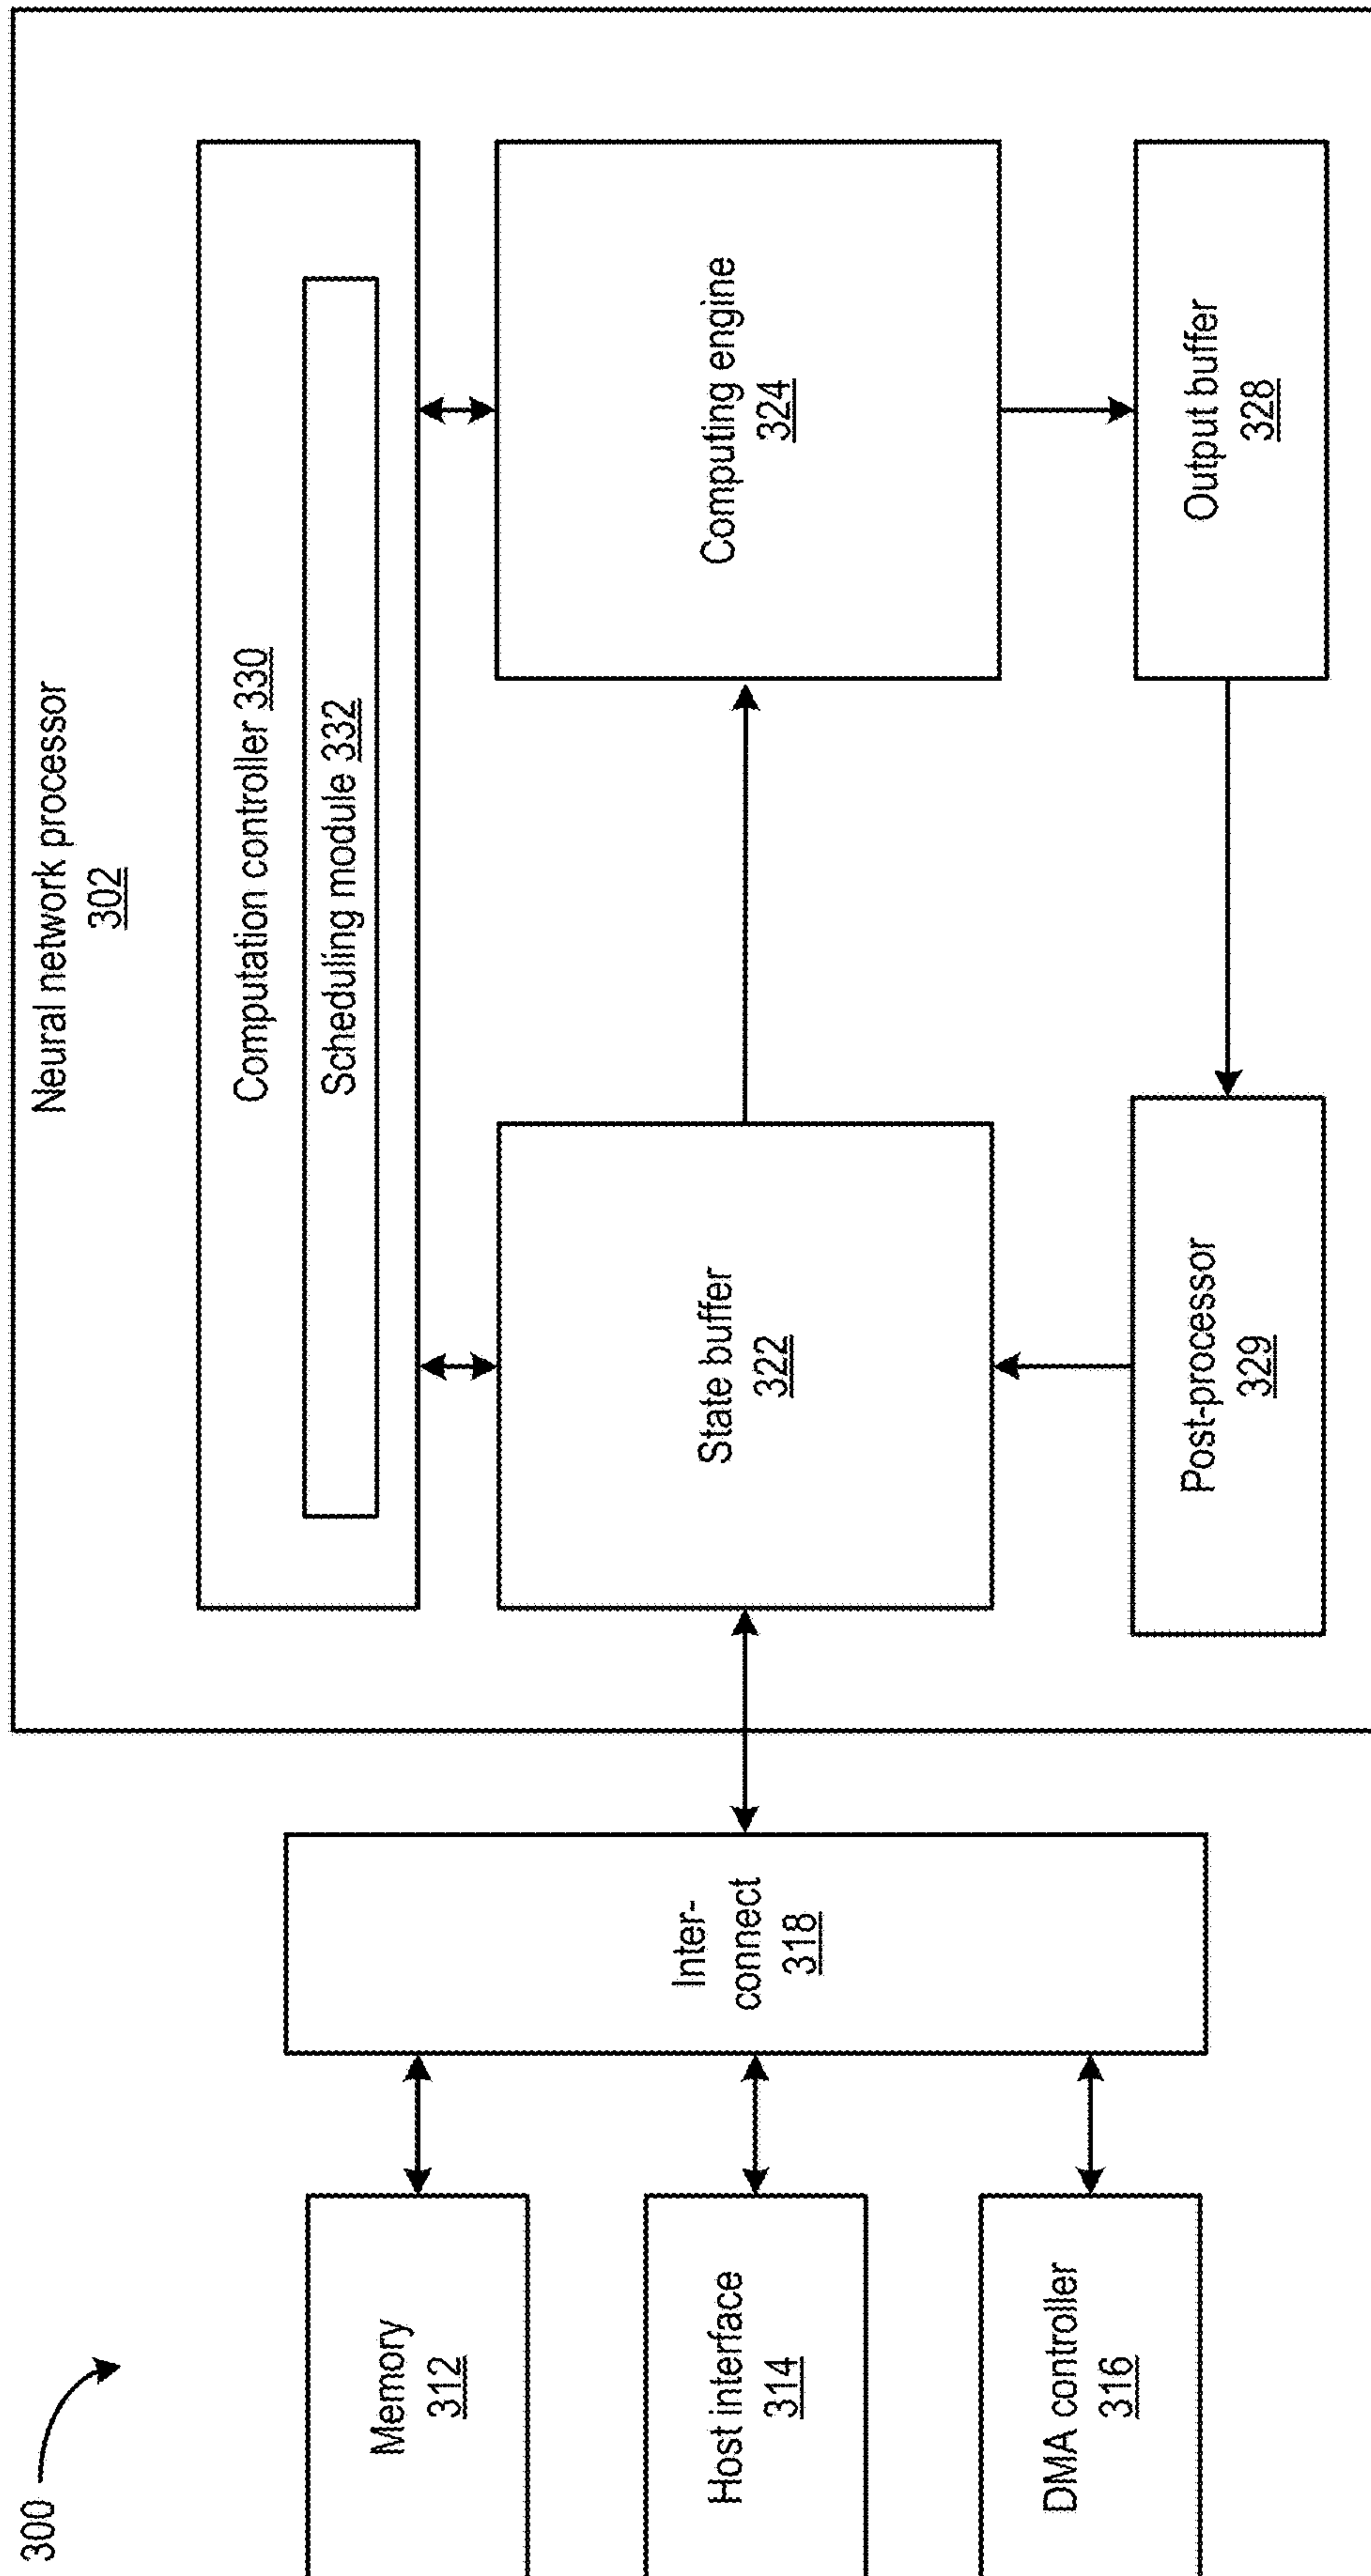 300
Neural network processor
302
Memory
312
Host interface
314
DMA controller
316
Inter-
connect
318
Computation controller 330
Scheduling module 332
State buffer
322
Computing engine
324
Post-processor
329
Output buffer
328